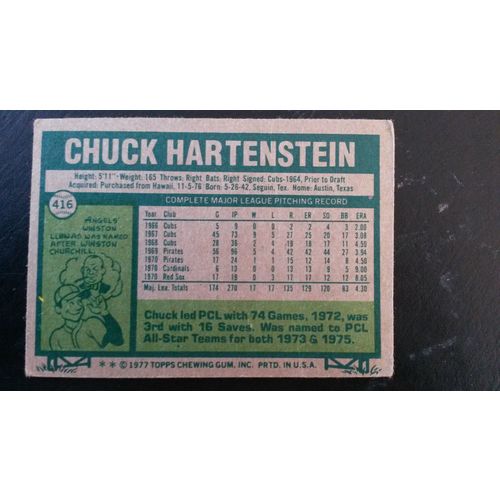 CHUCK HARTENSTEIN
Height: 5'11" • Weight: 165 Throws: Right Bats: Right Signed: Cubs-1964, Prior to Draft
Acquired: Purchased from Hawaii, 11-5-76 Born: 5-26-42, Seguin, Tex. Home: Austin, Texas
416
COMPLETE MAJOR LEAGUE PITCHING RECORD
Year Club G IP W L R ER SO BB ERA
1966 Cubs 5 9 0 0 2 2 4 3 2.00
1967 Cubs 45 73 9 5 27 25 20 17 3.08
1968 Cubs 28 36 2 4 19 18 17 11 4.50
1969 Pirates 56 96 5 4 42 42 44 27 3.94
1970 Pirates 17 24 1 1 15 12 14 8 4.50
1970 Cardinals 6 13 0 0 13 13 9 5 9.00
1970 Red Sox 17 19 0 3 17 17 12 12 8.05
Maj. Lea. Totals 174 270 17 17 135 129 120 83 4.30
ANGELS'
WINSTON
LLENAS WAS NAMED
AFTER WINSTON
CHURCHILL.
Chuck led PCL with 74 Games, 1972, was
3rd with 16 Saves. Was named to PCL
All-Star Teams for both 1973 & 1975.
** © 1977 TOPPS CHEWING GUM, INC. PRTD. IN U.S.A.